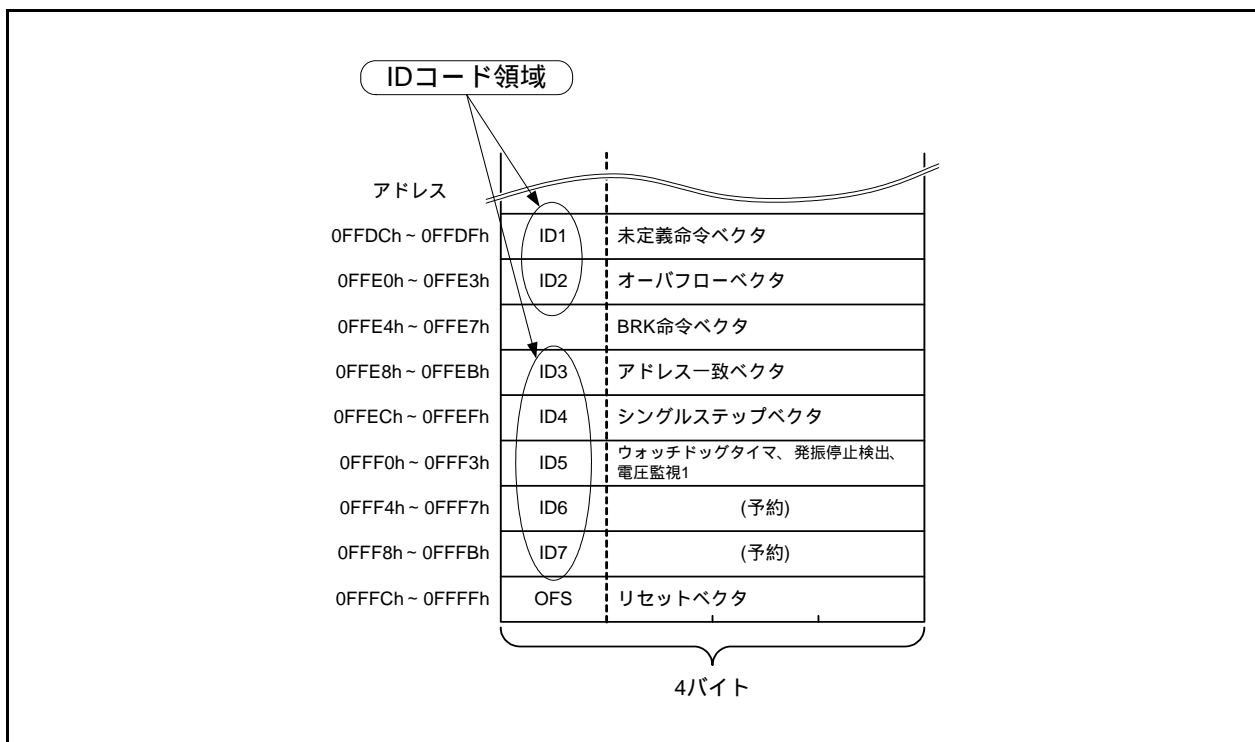 IDコード領域
アドレス
0FFDCh ~ 0FFDFh ID1 未定義命令ベクタ
0FFE0h ~ 0FFE3h ID2 オーバフローベクタ
0FFE4h ~ 0FFE7h BRK命令ベクタ
0FFE8h ~ 0FFEBh ID3 アドレス一致ベクタ
0FFECh ~ 0FFEFh ID4 シングルステップベクタ
0FFF0h ~ 0FFF3h ID5 ウォッチドッグタイマ、発振停止検出、
電圧監視1
0FFF4h ~ 0FFF7h ID6 (予約)
0FFF8h ~ 0FFFBh ID7 (予約)
0FFFCh ~ 0FFFFh OFS リセットベクタ
4バイト